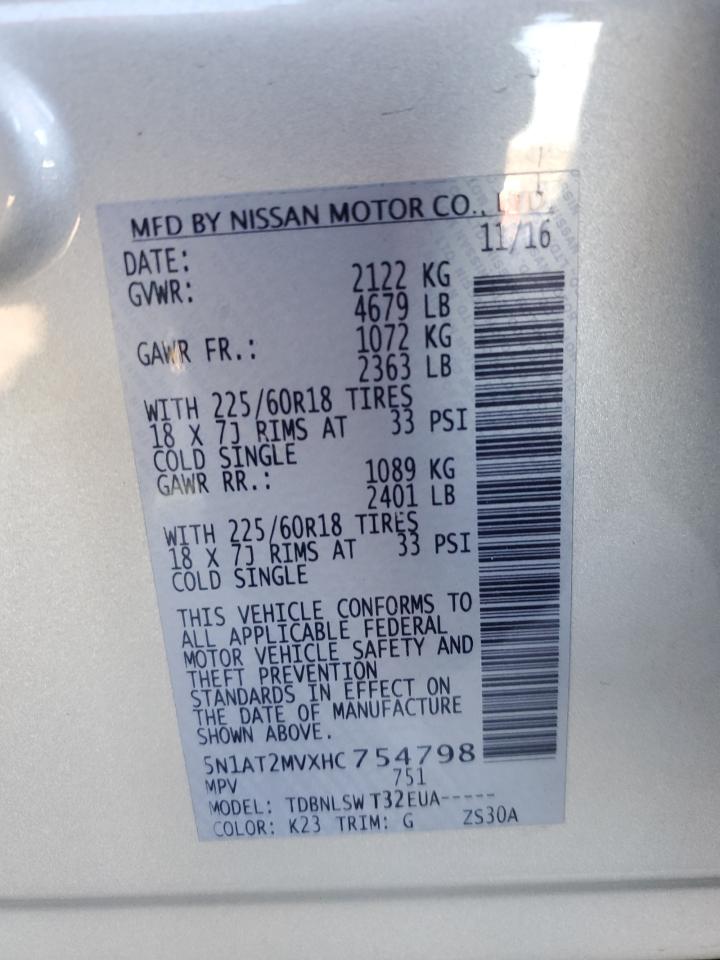 MFD BY NISSAN MOTOR CO., LTD.
DATE: 11/16
GVWR: 2122 KG
4679 LB
GAWR FR.: 1072 KG
2363 LB
WITH 225/60R18 TIRES
18 X 7J RIMS AT 33 PSI
COLD SINGLE
GAWR RR.: 1089 KG
2401 LB
WITH 225/60R18 TIRES
18 X 7J RIMS AT 33 PSI
COLD SINGLE
THIS VEHICLE CONFORMS TO
ALL APPLICABLE FEDERAL
MOTOR VEHICLE SAFETY AND
THEFT PREVENTION
STANDARDS IN EFFECT ON
THE DATE OF MANUFACTURE
SHOWN ABOVE.
5N1AT2MVXHC754798
MPV 751
MODEL: TDBNLSW T32EUA-----
COLOR: K23 TRIM: G ZS30A